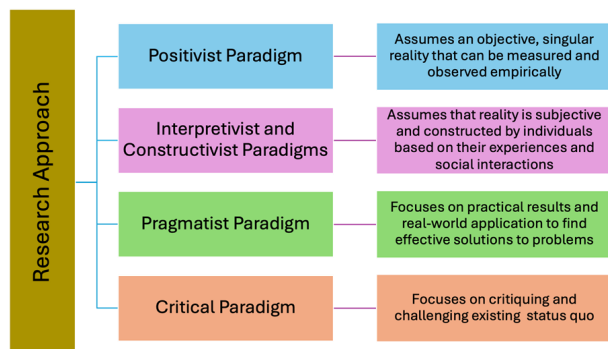 Research Approach
Positivist Paradigm
Assumes an objective, singular
reality that can be measured and
observed empirically
Interpretivist and
Constructivist Paradigms
Assumes that reality is subjective
and constructed by individuals
based on their experiences and
social interactions
Pragmatist Paradigm
Focuses on practical results and
real-world application to find
effective solutions to problems
Critical Paradigm
Focuses on critiquing and
challenging existing status quo